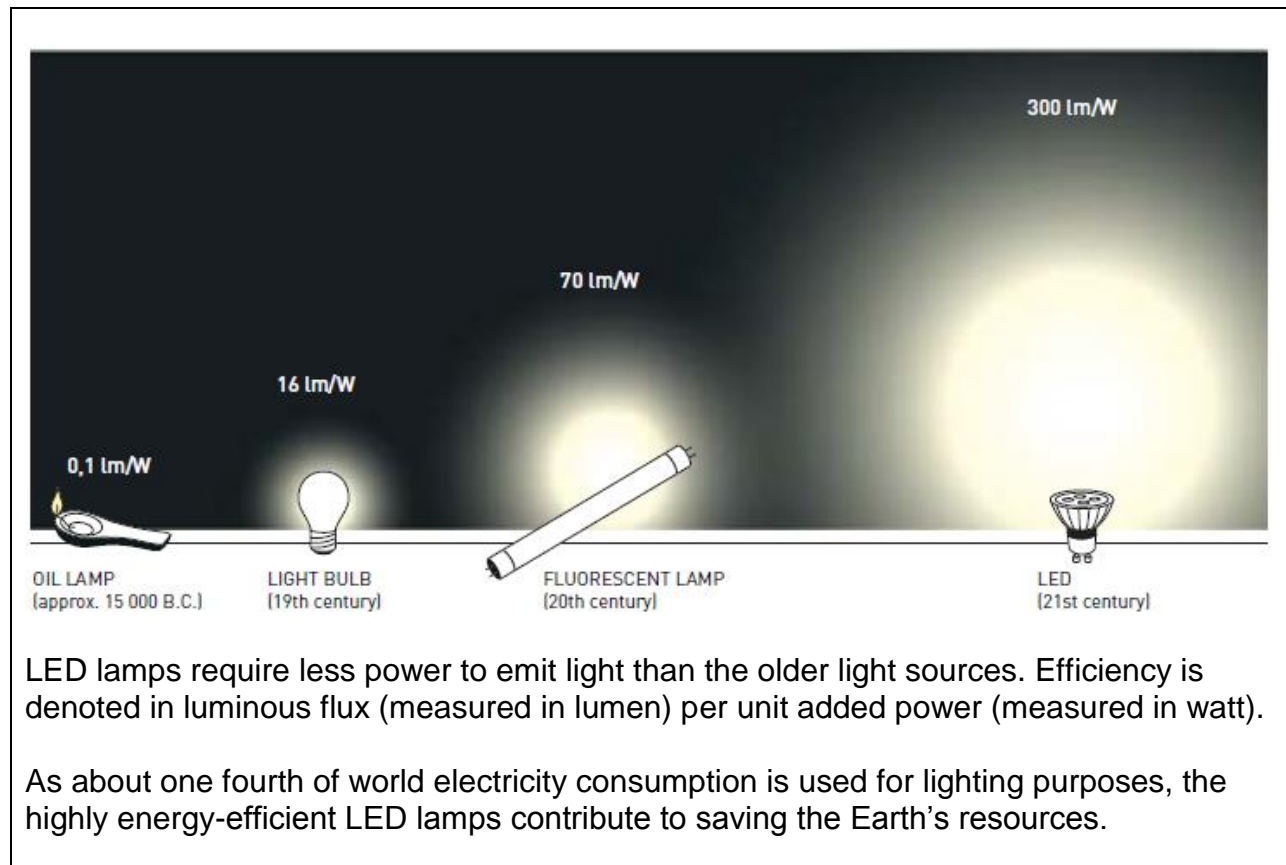 300 lm/W
70 lm/W
16 lm/W
0,1 lm/W
OIL LAMP
(approx. 15 000 B.C.)
LIGHT BULB
(19th century)
FLUORESCENT LAMP
(20th century)
LED
(21st century)
LED lamps require less power to emit light than the older light sources. Efficiency is
denoted in luminous flux (measured in lumen) per unit added power (measured in watt).
As about one fourth of world electricity consumption is used for lighting purposes, the
highly energy-efficient LED lamps contribute to saving the Earth’s resources.